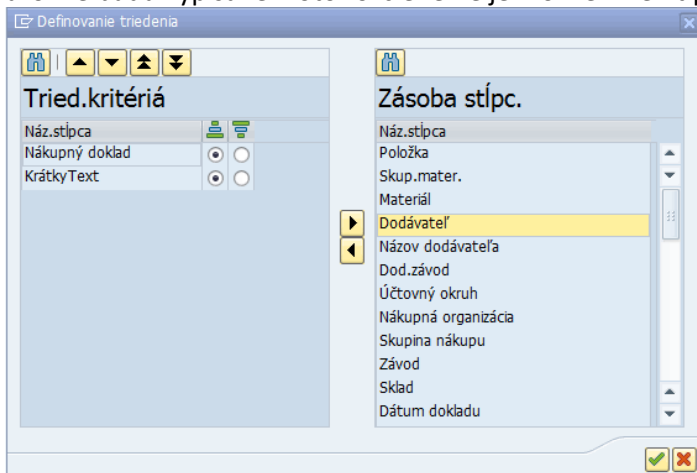 Definovanie triedenia
Tried.kritériá
Náz.stĺpca
Nákupný doklad
KrátkyText
Zásoba stĺpc.
Náz.stĺpca
Položka
Skup.mater.
Materiál
Dodávateľ
Názov dodávateľa
Dod.závod
Účtovný okruh
Nákupná organizácia
Skupina nákupu
Závod
Sklad
Dátum dokladu